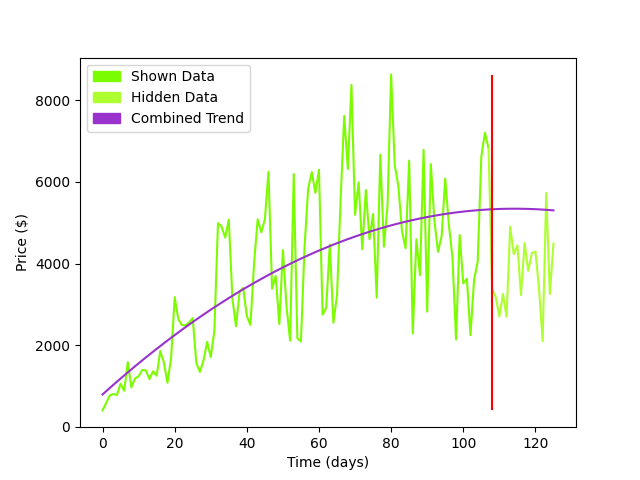 Shown Data
Hidden Data
Combined Trend
8000
6000
4000
2000
0
Price ($)
0 20 40 60 80 100 120
Time (days)